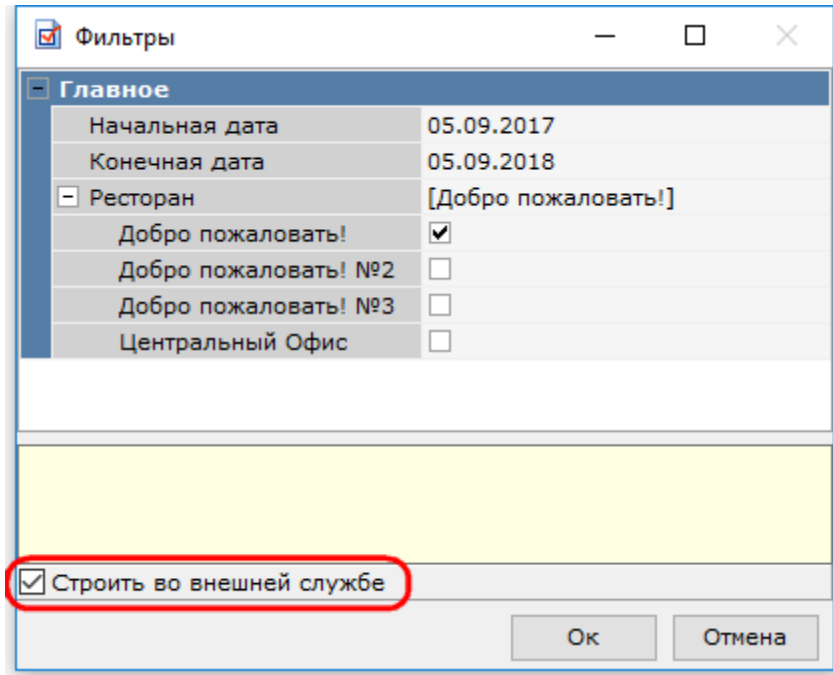 Фильтры
Главное
Начальная дата 05.09.2017
Конечная дата 05.09.2018
Ресторан [Добро пожаловать!]
Добро пожаловать!
Добро пожаловать! №2
Добро пожаловать! №3
Центральный Офис
Строить во внешней службе
Ок Отмена